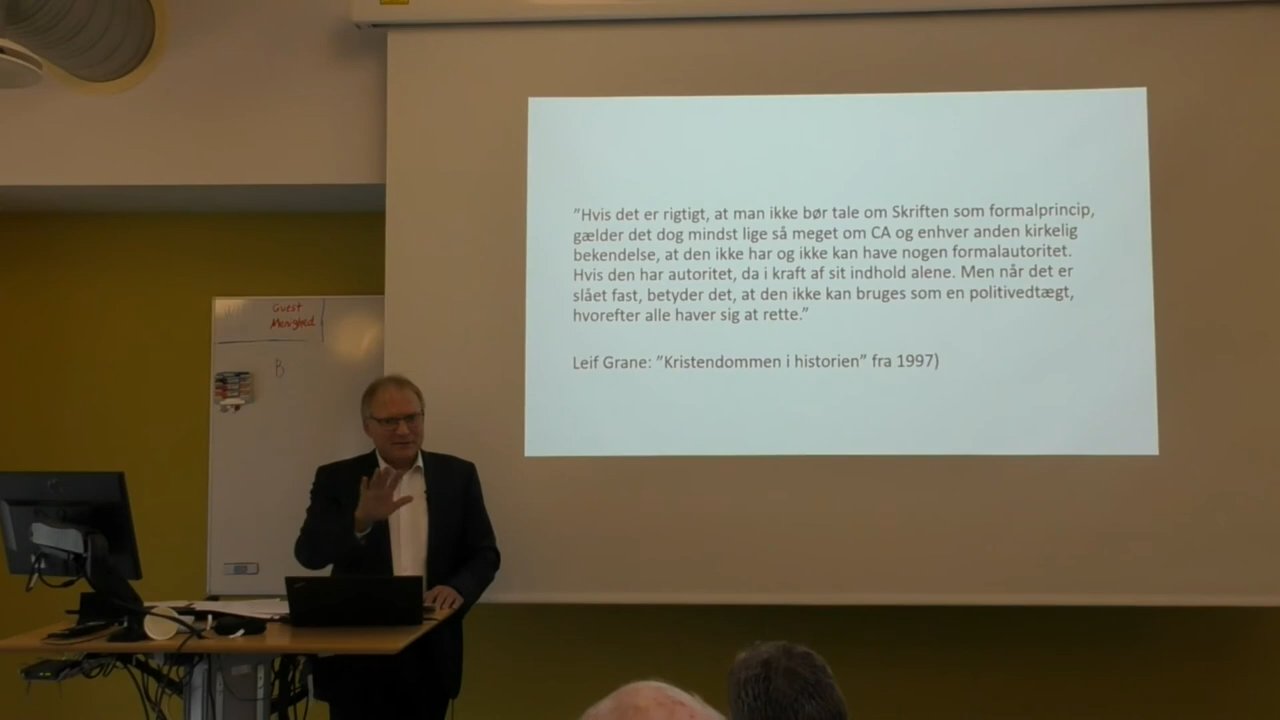 ”Hvis det er rigtigt, at man ikke bør tale om Skriften som formalprincip,
gælder det dog mindst lige så meget om CA og enhver anden kirkelig
bekendelse, at den ikke har og ikke kan have nogen formalautoritet.
Hvis den har autoritet, da i kraft af sit indhold alene. Men når det er
slået fast, betyder det, at den ikke kan bruges som en politivedtægt,
hvorefter alle haver sig at rette.”
Leif Grane: ”Kristendommen i historien” fra 1997)
Guest
Menighed
B